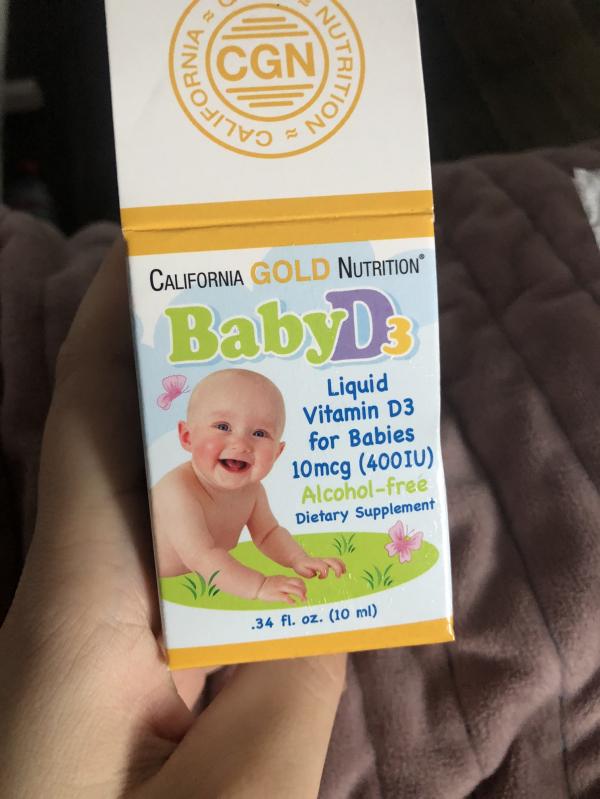 CGN
CALIFORNIA
NUTRITION
CALIFORNIA GOLD NUTRITION®
BabyD3
Liquid
Vitamin D3
for Babies
10mcg (400IU)
Alcohol-free
Dietary Supplement
.34 fl. oz. (10 ml)